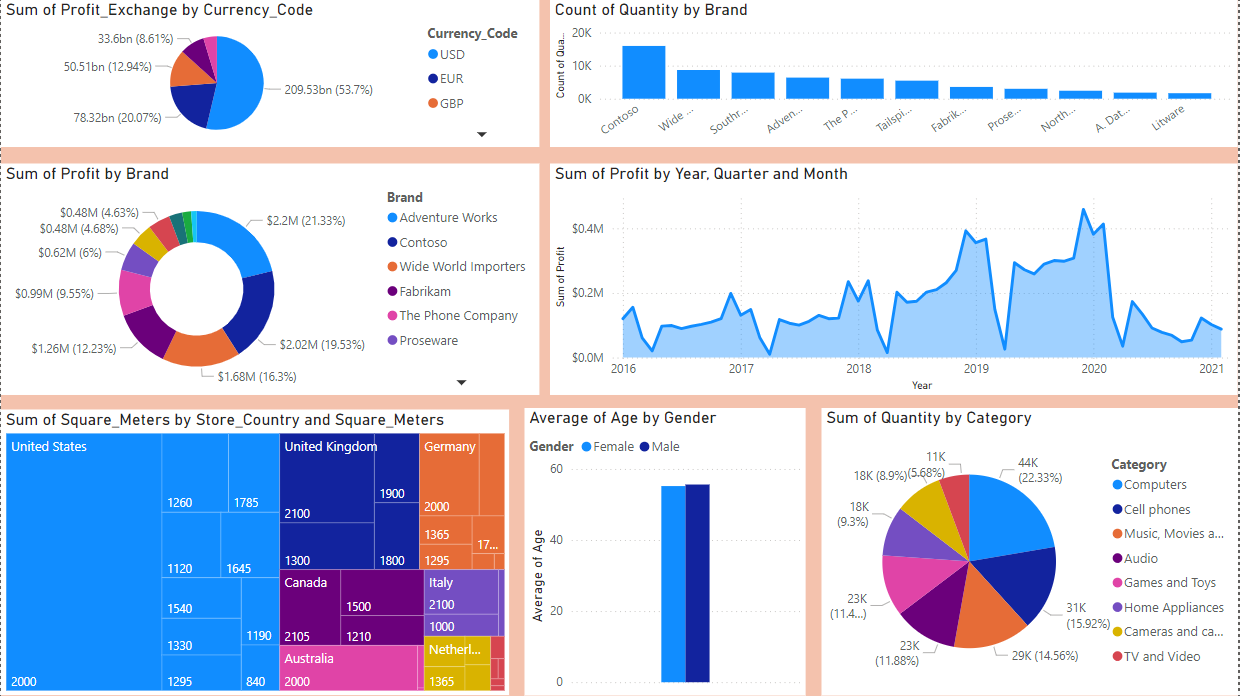 Sum of Profit_Exchange by Currency_Code
33.6bn (8.61%)
50.51bn (12.94%)
78.32bn (20.07%)
209.53bn (53.7%)
Currency_Code
USD
EUR
GBP
Count of Quantity by Brand
Count of Qua...
20K
10K
0K
Contoso
Wide ...
Southr...
Adven...
The P...
Tailspi...
Fabrik...
Prose...
North...
A. Dat...
Litware
Sum of Profit by Brand
$0.48M (4.63%)
$0.48M (4.68%)
$0.62M (6%)
$0.99M (9.55%)
$1.26M (12.23%)
$1.68M (16.3%)
$2.02M (19.53%)
$2.2M (21.33%)
Brand
Adventure Works
Contoso
Wide World Importers
Fabrikam
The Phone Company
Proseware
Sum of Profit by Year, Quarter and Month
Sum of Profit
$0.4M
$0.2M
$0.0M
2016
2017
2018
2019
2020
2021
Year
Sum of Square_Meters by Store_Country and Square_Meters
United States
2000
1260
1785
1120
1645
1540
1330
1190
1295
840
United Kingdom
2100
1900
1300
1800
Germany
2000
1365
17...
1295
Canada
2105
1500
1210
Italy
2100
1000
Australia
2000
Netherl...
1365
Average of Age by Gender
Gender
Female
Male
Average of Age
60
40
20
0
Sum of Quantity by Category
11K
(5.68%)
18K (8.9%)
18K
(9.3%)
23K
(11.4...)
23K
(11.88%)
29K (14.56%)
31K
(15.92%)
44K
(22.33%)
Category
Computers
Cell phones
Music, Movies a...
Audio
Games and Toys
Home Appliances
Cameras and ca...
TV and Video